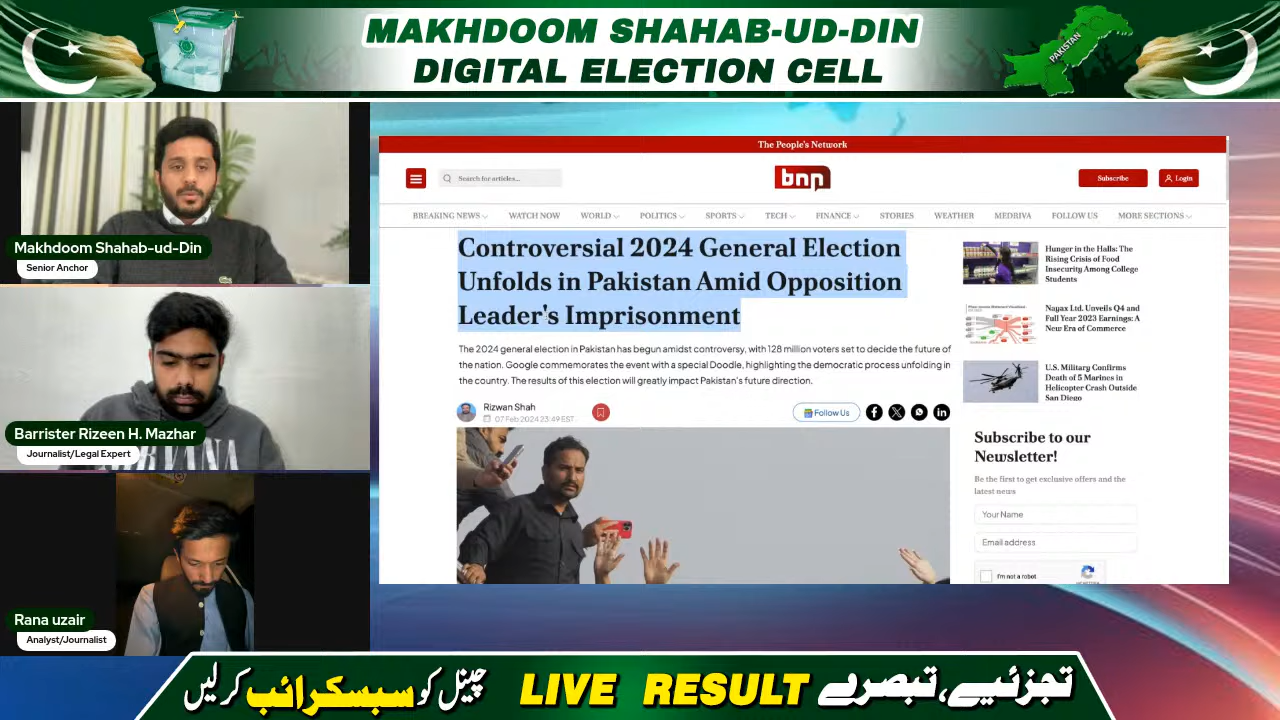 MAKHDOOM SHAHAB-UD-DIN
DIGITAL ELECTION CELL
PAKISTAN
Makhdoom Shahab-ud-Din
Senior Anchor
Barrister Rizeen H. Mazhar
Journalist/Legal Expert
Rana uzair
Analyst/Journalist
The People's Network
Search for articles...
bnn
Subscribe
Login
BREAKING NEWS WATCH NOW WORLD POLITICS SPORTS TECH FINANCE STORIES WEATHER MEDRIVA FOLLOW US MORE SECTIONS
Controversial 2024 General Election
Unfolds in Pakistan Amid Opposition
Leader's Imprisonment
The 2024 general election in Pakistan has begun amidst controversy, with 128 million voters set to decide the future of
the nation. Google commemorates the event with a special Doodle, highlighting the democratic process unfolding in
the country. The results of this election will greatly impact Pakistan's future direction.
Rizwan Shah
07 Feb 2024 23:49 EST
Follow Us
Hunger in the Halls: The
Rising Crisis of Food
Insecurity Among College
Students
Nayax Ltd. Unveils Q4 and
Full Year 2023 Earnings: A
New Era of Commerce
U.S. Military Confirms
Death of 5 Marines in
Helicopter Crash Outside
San Diego
Subscribe to our
Newsletter!
Be the first to get exclusive offers and the
latest news
Your Name
Email address
I'm not a robot
چینل کو سبسکرائب کر لیں
LIVE RESULT
تجزئیے، تبصرے